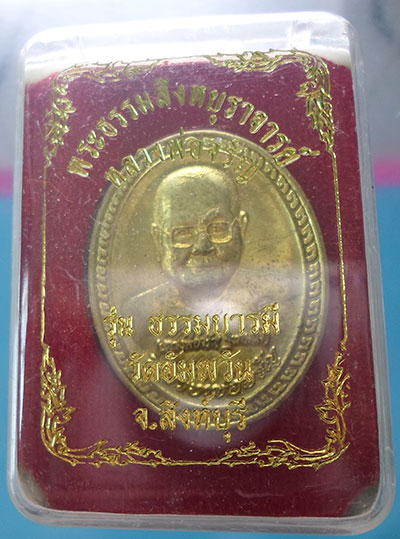 พระธรรมสิงหบุราจารย์
หลวงพ่อจรัญ
รุ่น ธรรมบารมี
วัดอัมพวัน
จ.สิงห์บุรี